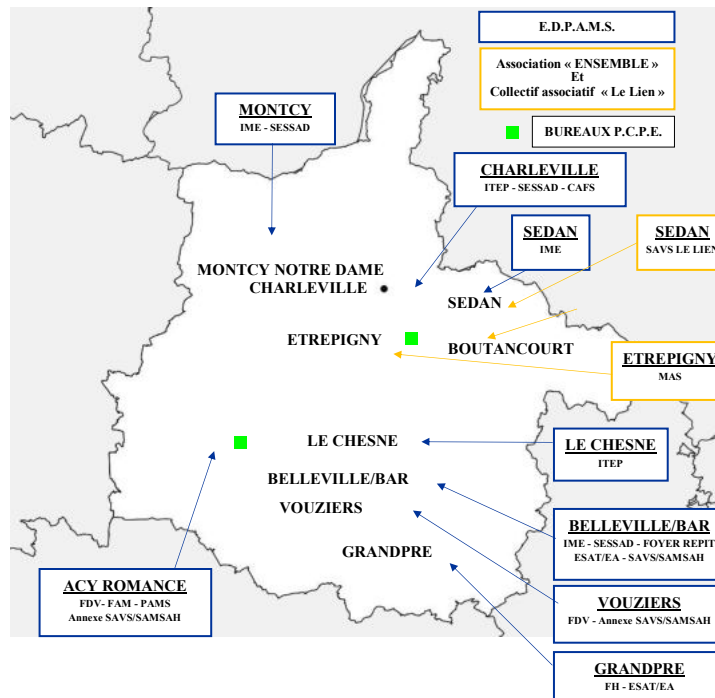 E.D.P.A.M.S.
Association « ENSEMBLE »
Et
Collectif associatif « Le Lien »
BUREAUX P.C.P.E.
MONTCY
IME - SESSAD
CHARLEVILLE
ITEP - SESSAD - CAFS
SEDAN
IME
SEDAN
SAVS LE LIEN
MONTCY NOTRE DAME
CHARLEVILLE
SEDAN
ETREPIGNY
BOUTANCOURT
ETREPIGNY
MAS
LE CHESNE
LE CHESNE
ITEP
BELLEVILLE/BAR
VOUZIERS
GRANDPRE
BELLEVILLE/BAR
IME - SESSAD - FOYER REPIT
ESAT/EA - SAVS/SAMSAH
ACY ROMANCE
FDV- FAM - PAMS
Annexe SAVS/SAMSAH
VOUZIERS
FDV - Annexe SAVS/SAMSAH
GRANDPRE
FH - ESAT/EA